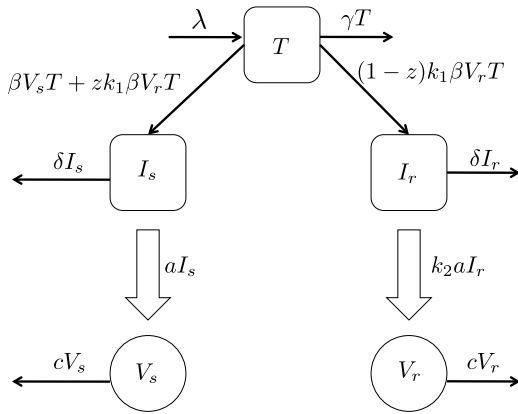 λ
γT
T
βV_sT + zk_1βV_rT
(1 − z)k_1βV_rT
δI_s
I_s
I_r
δI_r
aI_s
k_2aI_r
cV_s
V_s
V_r
cV_r